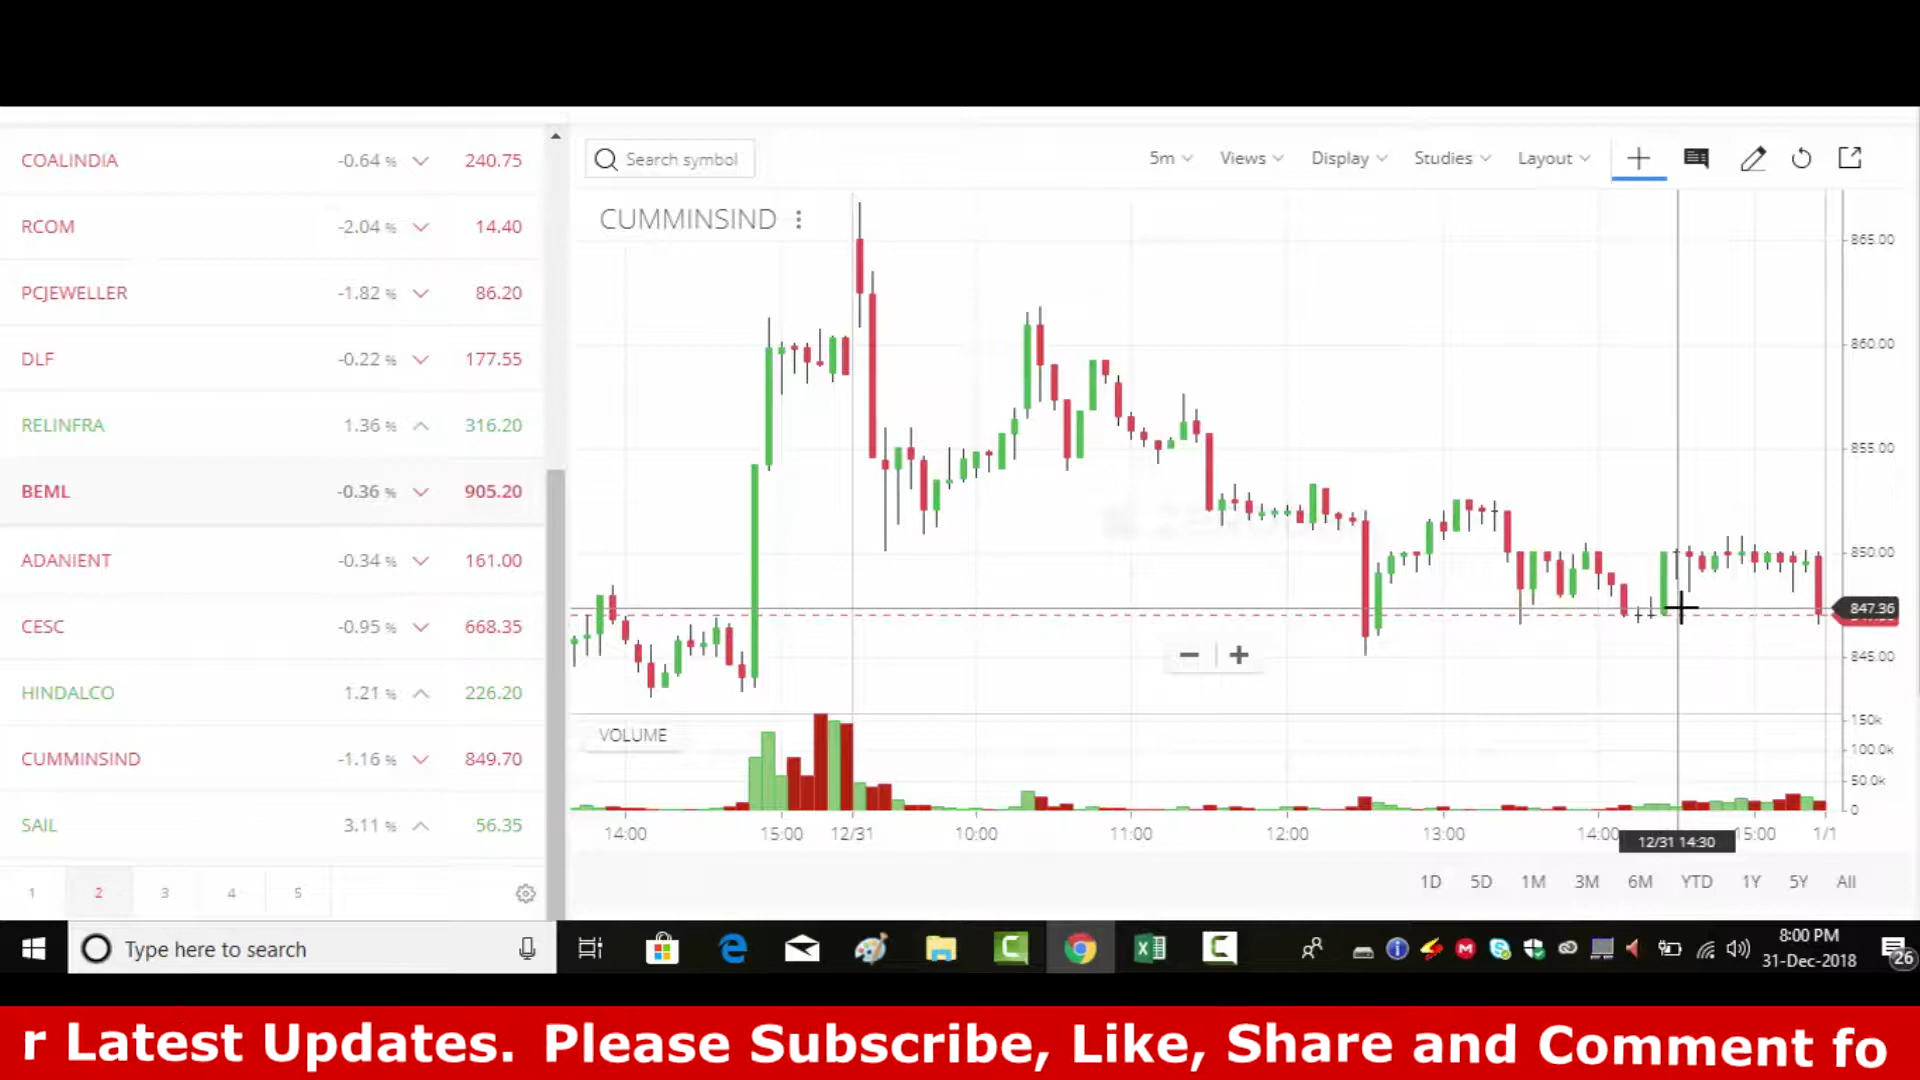 COALINDIA -0.64 % 240.75
RCOM -2.04 % 14.40
PCJEWELLER -1.82 % 86.20
DLF -0.22 % 177.55
RELINFRA 1.36 % 316.20
BEML -0.36 % 905.20
ADANIENT -0.34 % 161.00
CESC -0.95 % 668.35
HINDALCO 1.21 % 226.20
CUMMINSIND -1.16 % 849.70
SAIL 3.11 % 56.35
1 2 3 4 5
Search symbol 5m Views Display Studies Layout
CUMMINSIND
865.00
860.00
855.00
850.00
847.36
845.00
VOLUME
150k
100.0k
50.0k
0
14:00 15:00 12/31 10:00 11:00 12:00 13:00 14:00 15:00 1/1
12/31 14:30
1D 5D 1M 3M 6M YTD 1Y 5Y All
Type here to search
8:00 PM
31-Dec-2018
26
r Latest Updates. Please Subscribe, Like, Share and Comment fo